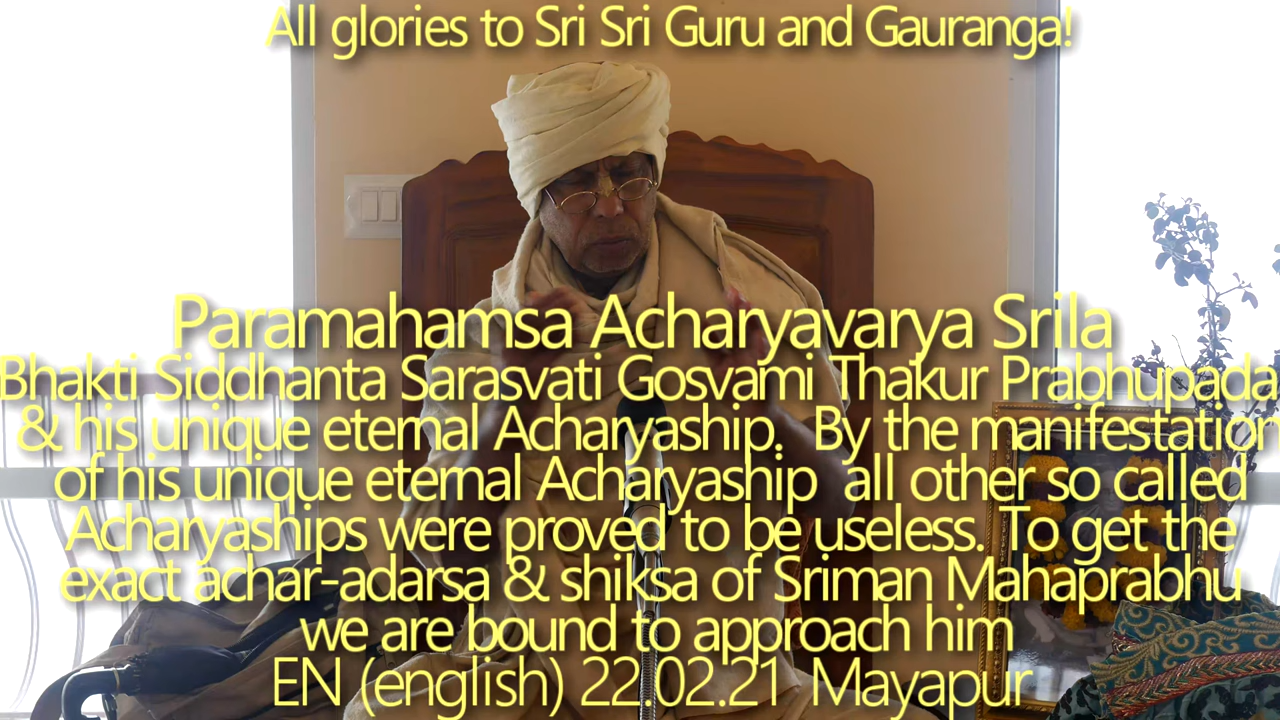 All glories to Sri Sri Guru and Gauranga!
Paramahamsa Acharyavarya Srila
Bhakti Siddhanta Sarasvati Gosvami Thakur Prabhupada
& his unique eternal Acharyaship. By the manifestation
of his unique eternal Acharyaship all other so called
Acharyaships were proved to be useless. To get the
exact achar-adarsa & shiksa of Sriman Mahaprabhu
we are bound to approach him
EN (english) 22.02.21 Mayapur